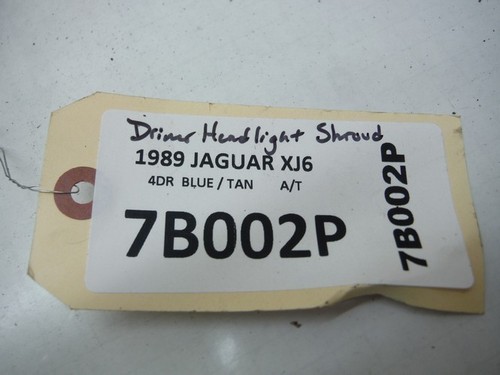 Driver Headlight Shroud
1989 JAGUAR XJ6
4DR BLUE / TAN A/T
7B002P
7B002P